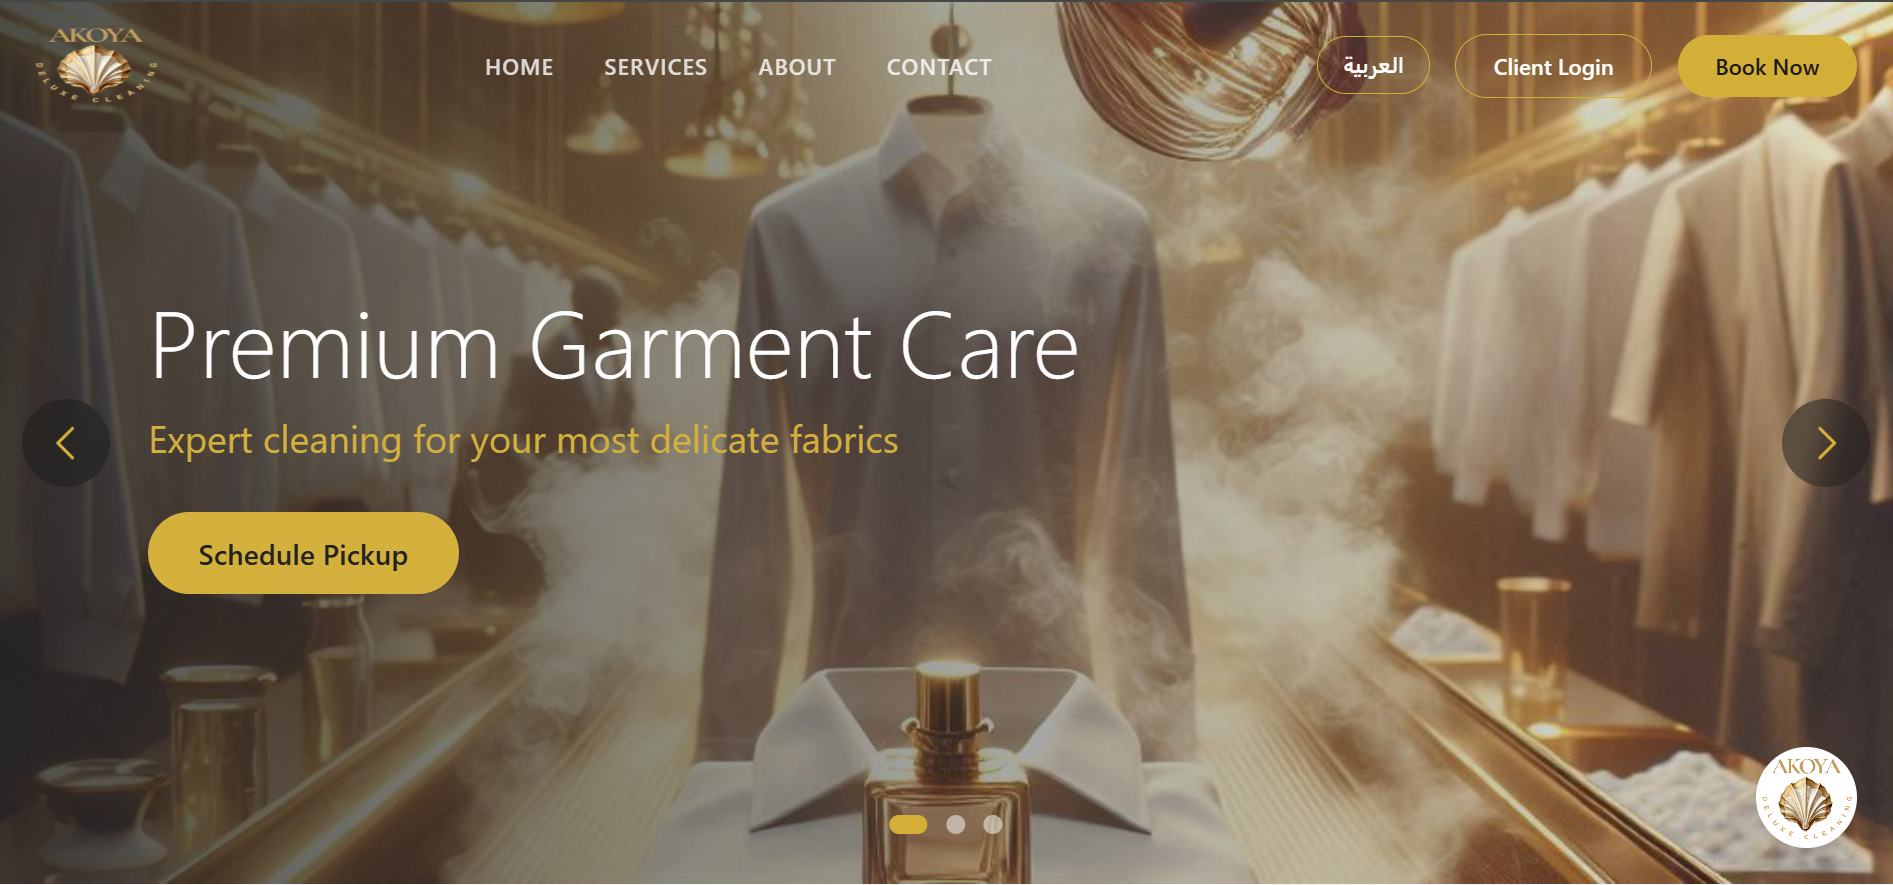 AKOYA
DELUXE CLEANING
HOME
SERVICES
ABOUT
CONTACT
العربية
Client Login
Book Now
Premium Garment Care
Expert cleaning for your most delicate fabrics
Schedule Pickup
AKOYA
DELUXE CLEANING